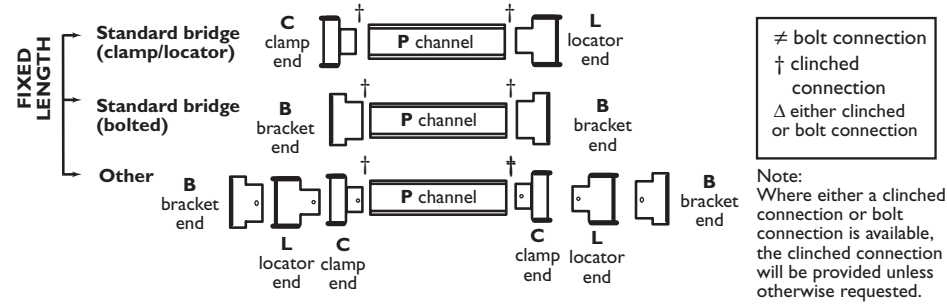 FIXED
LENGTH
Standard bridge
(clamp/locator)
C
clamp
end
†
P channel
†
L
locator
end
Standard bridge
(bolted)
B
bracket
end
†
P channel
†
B
bracket
end
Other
B
bracket
end
L
locator
end
C
clamp
end
†
P channel
‡
C
clamp
end
L
locator
end
B
bracket
end
≠ bolt connection
† clinched
connection
Δ either clinched
or bolt connection
Note:
Where either a clinched
connection or bolt
connection is available,
the clinched connection
will be provided unless
otherwise requested.